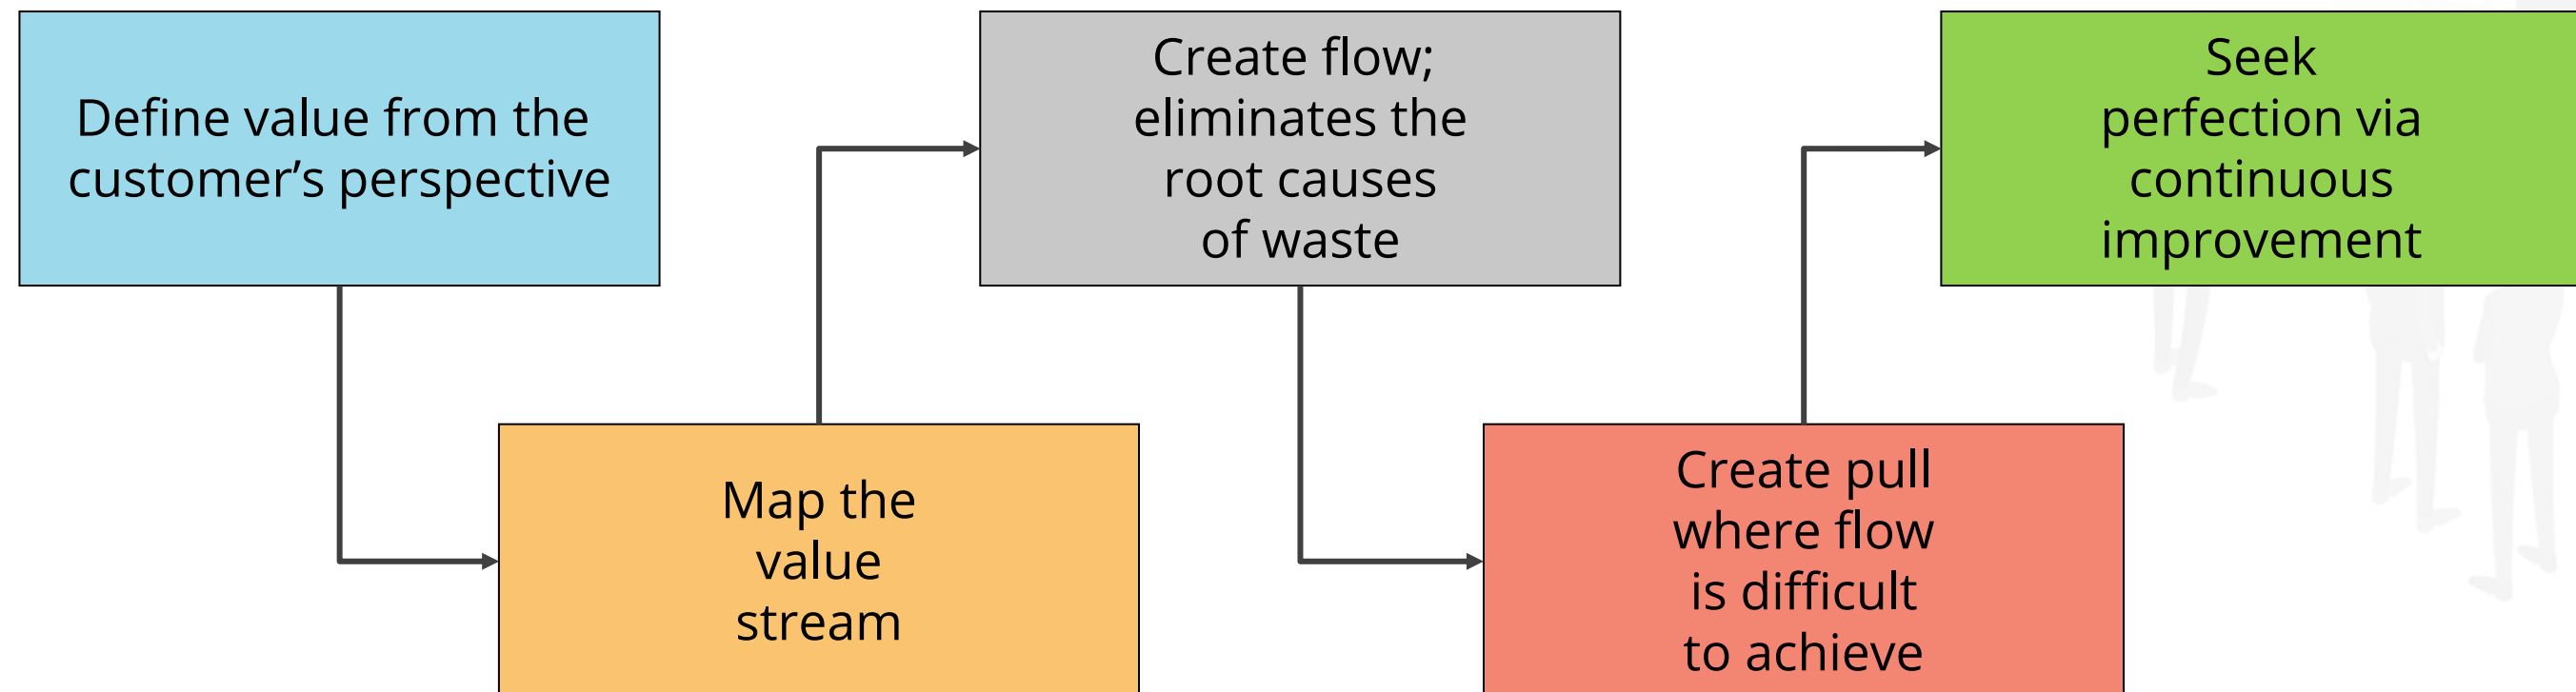 Define value from the
customer’s perspective
Map the
value
stream
Create flow;
eliminates the
root causes
of waste
Create pull
where flow
is difficult
to achieve
Seek
perfection via
continuous
improvement